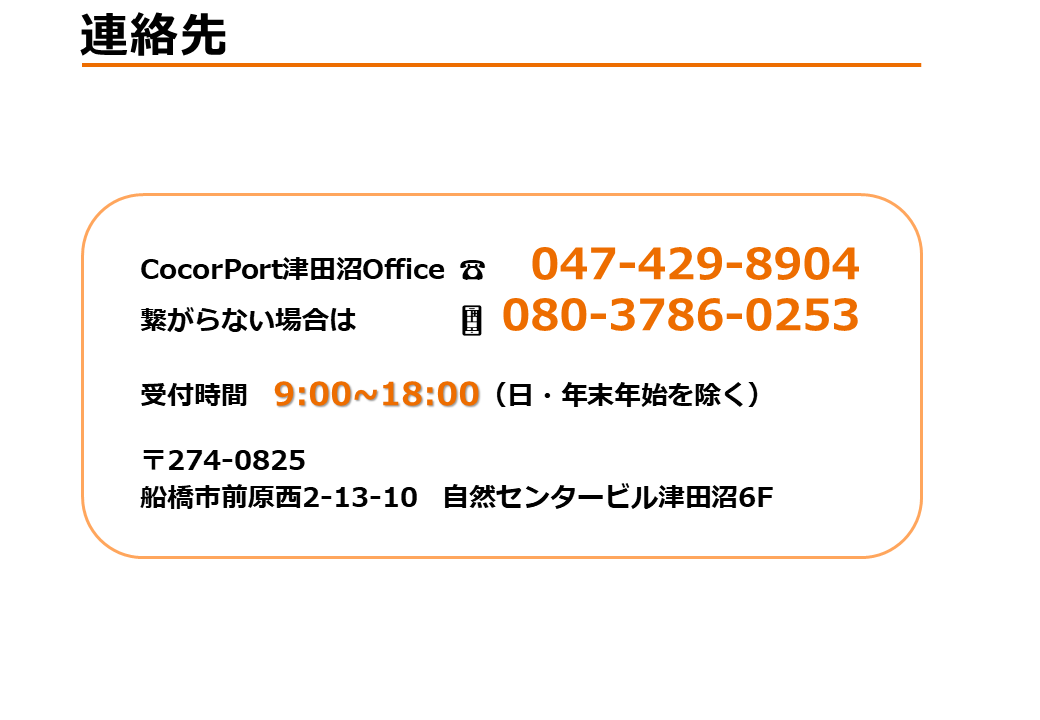 連絡先
CocorPort津田沼Office ☎ 047-429-8904
繋がらない場合は 080-3786-0253
受付時間 9:00~18:00（日・年末年始を除く）
〒274-0825
船橋市前原西2-13-10 自然センタービル津田沼6F